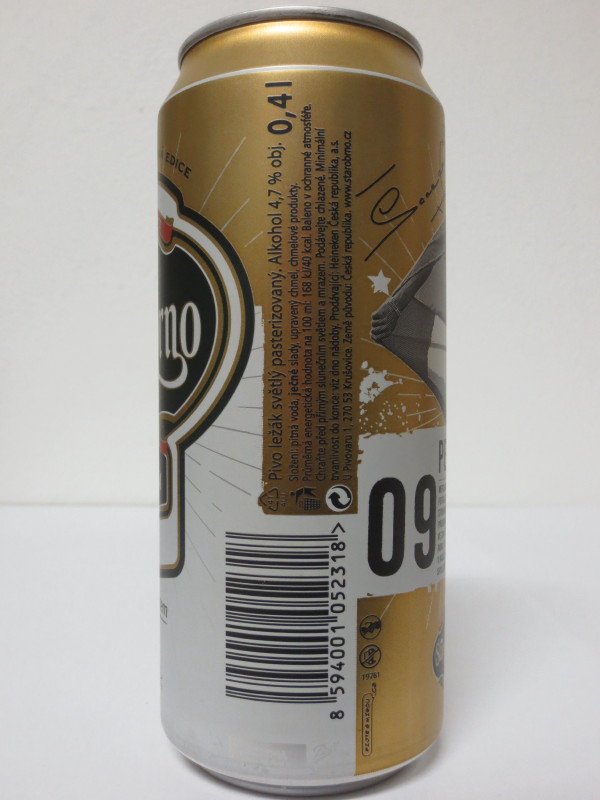 EDICE
rno
Pivo ležák světlý pasterizovaný. Alkohol 4,7 % obj. 0,4 l
Složení: pitná voda, ječné slady, upravený chmel, chmelové produkty.
Průměrná energetická hodnota na 100 ml: 168 kJ/40 kcal. Baleno v ochranné atmosféře.
Chraňte před přímým slunečním světlem a mrazem. Podávejte chlazené. Minimální
trvanlivost do konce: viz dno nádoby. Prodávající: Heineken Česká republika, a.s.
U Pivovaru 1, 270 53 Krušovice. Země původu: Česká republika. www.starobrno.cz
8 594001 052318 >
09
19761